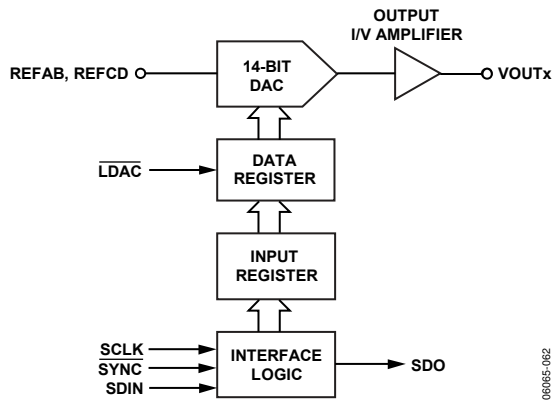 OUTPUT
I/V AMPLIFIER
REFAB, REFCD
14-BIT
DAC
VOUTx
LDAC
DATA
REGISTER
INPUT
REGISTER
SCLK
SYNC
SDIN
INTERFACE
LOGIC
SDO
06065-062